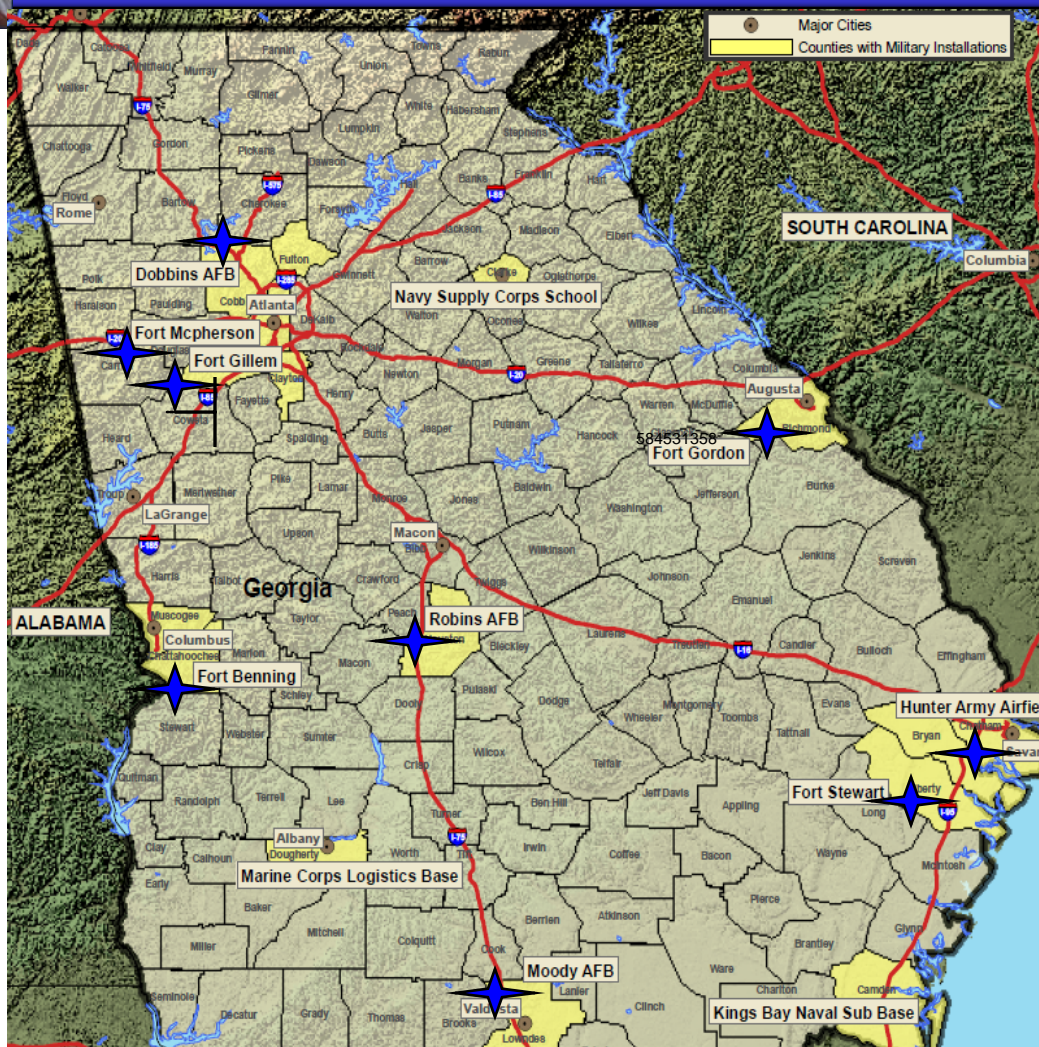 Major Cities
Counties with Military Installations
Dade
Catoosa
Whitfield
Murray
Fannin
Union
Towns
Rabun
Walker
Gilmer
White
Habersham
I-75
Lumpkin
Stephens
Chattooga
Gordon
Pickens
Dawson
Banks
Franklin
Hart
Hall
I-575
I-85
Floyd
Rome
Bartow
Cherokee
Forsyth
Jackson
Madison
Elbert
SOUTH CAROLINA
Columbia
Fulton
Barrow
Clarke
Oglethorpe
Gwinnett
Dobbins AFB
Polk
I-285
Navy Supply Corps School
Haralson
Paulding
Cobb
Atlanta
Walton
Oconee
Wilkes
Lincoln
DeKalb
Fort Mcpherson
I-20
Fort Gillem
Rockdale
Morgan
Greene
Taliaferro
Columbia
I-20
Newton
Clayton
Augusta
Henry
Fayette
I-85
Warren
McDuffie
Coweta
Butts
Jasper
Putnam
Hancock
Richmond
584531358
Heard
Spalding
Fort Gordon
Troup
Meriwether
Pike
Lamar
Monroe
Jones
Baldwin
Washington
Jefferson
Burke
LaGrange
Upson
Macon
Bibb
Wilkinson
I-185
Jenkins
Screven
Harris
Talbot
Crawford
Twiggs
Johnson
Georgia
Emanuel
ALABAMA
Muscogee
Taylor
Peach
Robins AFB
Columbus
Houston
Bleckley
Laurens
Treutlen
I-16
Candler
Bulloch
Effingham
Chattahoochee
Marion
Macon
Fort Benning
Schley
Pulaski
Dooly
Dodge
Montgomery
Evans
Hunter Army Airfie
Stewart
Webster
Sumter
Wheeler
Toombs
Tattnall
Bryan
Chatham
Savan
Wilcox
Telfair
Crisp
Quitman
Randolph
Terrell
Lee
Ben Hill
Jeff Davis
Appling
Fort Stewart
Long
I-95
Turner
Albany
I-75
Clay
Calhoun
Dougherty
Worth
Irwin
Coffee
Bacon
Wayne
McIntosh
Marine Corps Logistics Base
Early
Baker
Pierce
Berrien
Atkinson
Mitchell
Colquitt
Cook
Brantley
Glynn
Miller
Moody AFB
Ware
Lanier
Charlton
Camden
Seminole
Clinch
Decatur
Grady
Thomas
Brooks
Valdosta
Kings Bay Naval Sub Base
Lowndes